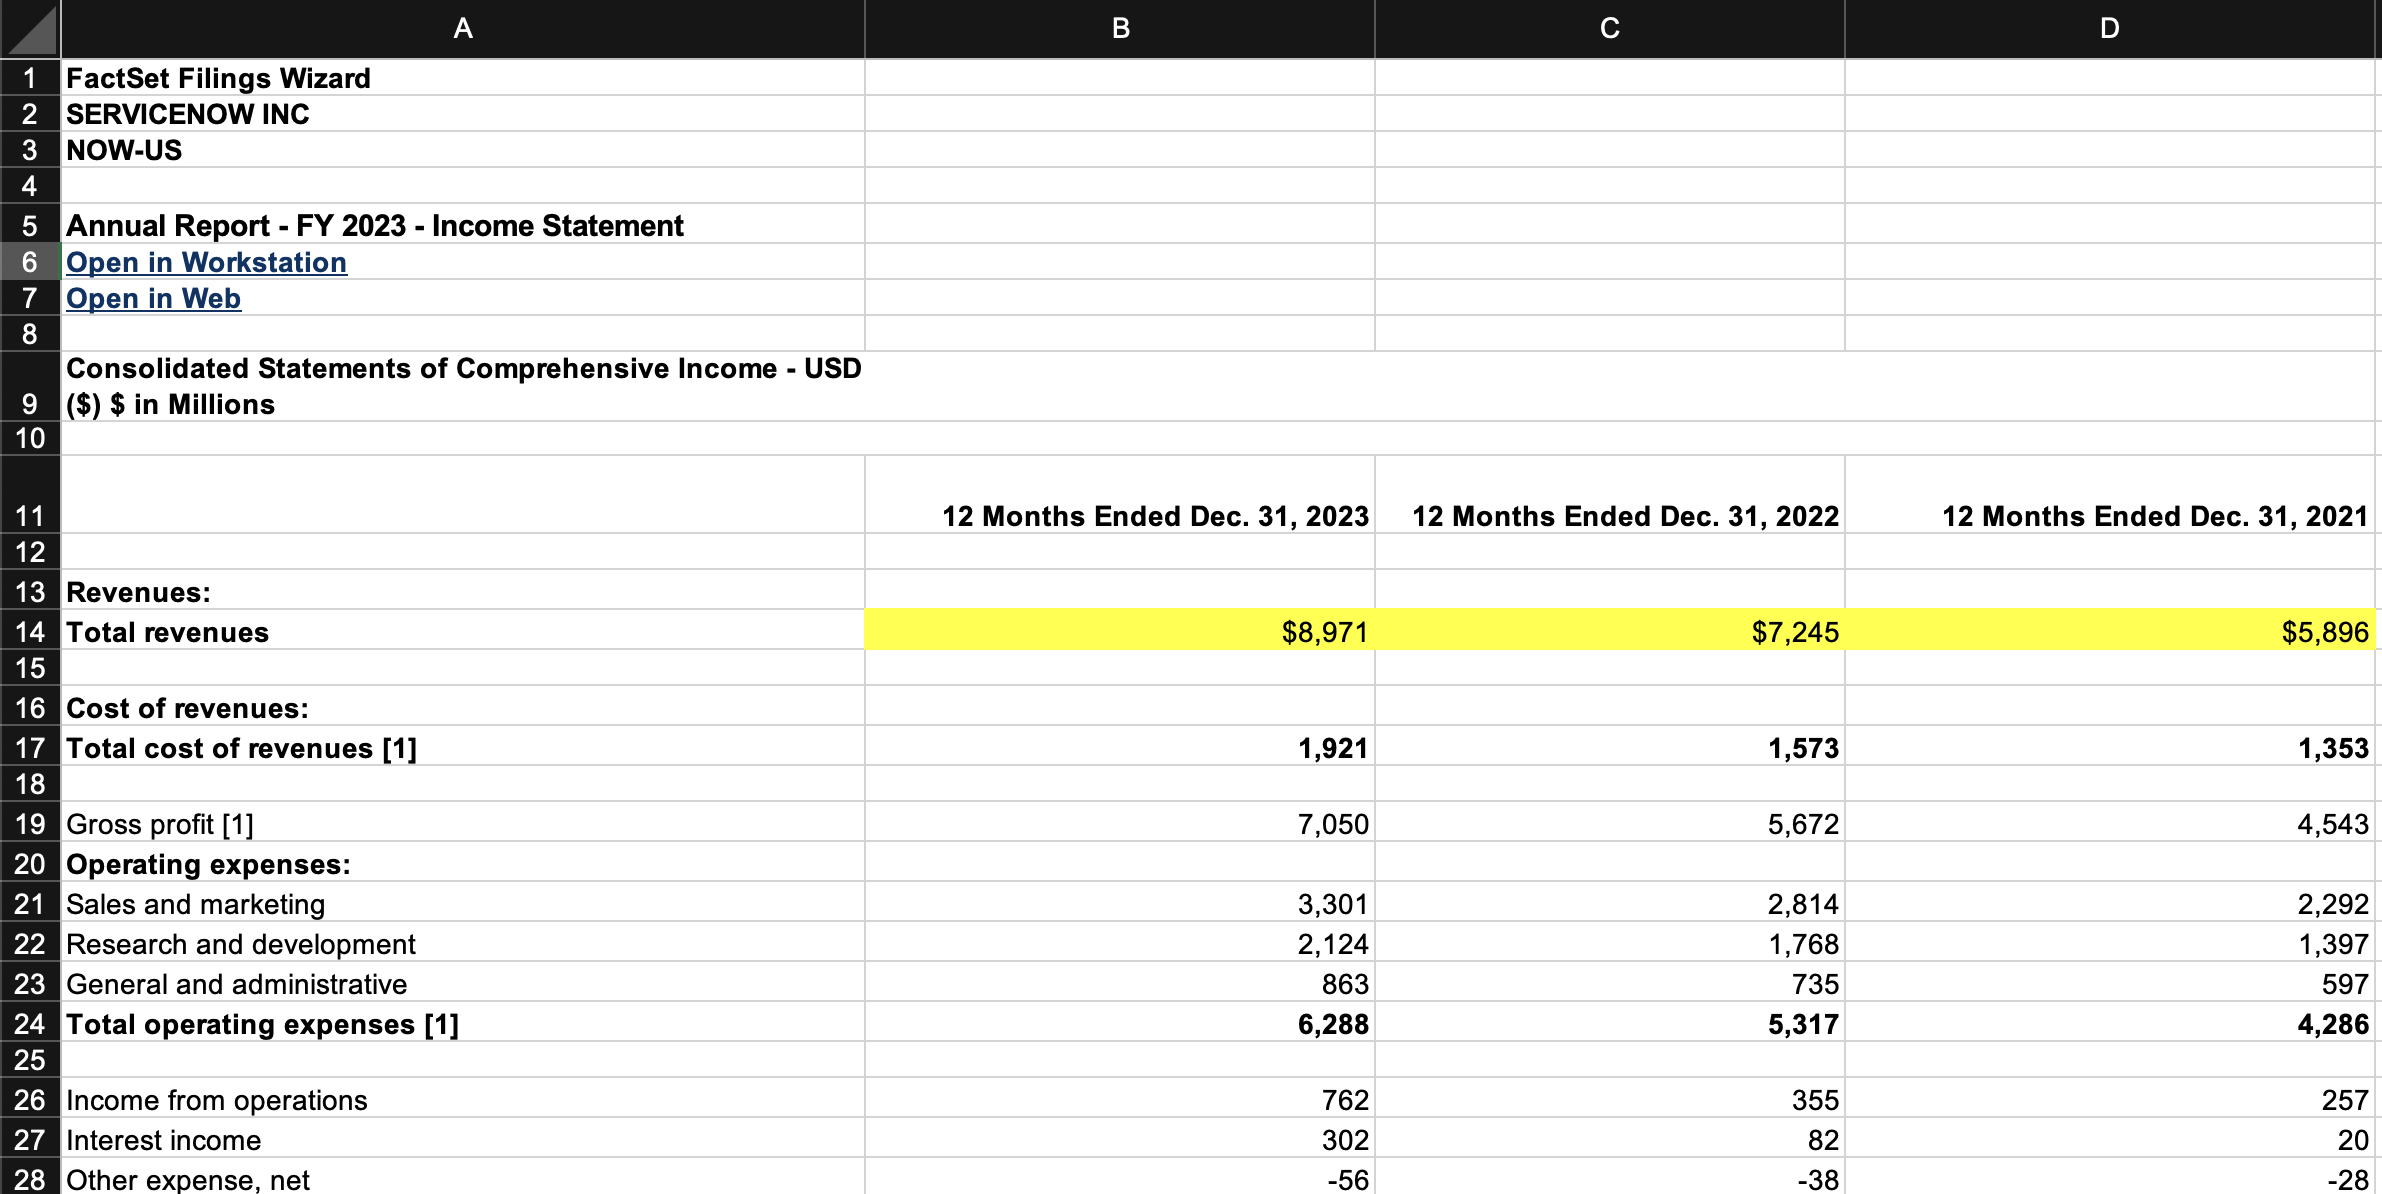 A B C D
1 FactSet Filings Wizard
2 SERVICENOW INC
3 NOW-US
4
5 Annual Report - FY 2023 - Income Statement
6 Open in Workstation
7 Open in Web
8
Consolidated Statements of Comprehensive Income - USD
9 ($) $ in Millions
10
11 12 Months Ended Dec. 31, 2023 12 Months Ended Dec. 31, 2022 12 Months Ended Dec. 31, 2021
12
13 Revenues:
14 Total revenues $8,971 $7,245 $5,896
15
16 Cost of revenues:
17 Total cost of revenues [1] 1,921 1,573 1,353
18
19 Gross profit [1] 7,050 5,672 4,543
20 Operating expenses:
21 Sales and marketing 3,301 2,814 2,292
22 Research and development 2,124 1,768 1,397
23 General and administrative 863 735 597
24 Total operating expenses [1] 6,288 5,317 4,286
25
26 Income from operations 762 355 257
27 Interest income 302 82 20
28 Other expense, net -56 -38 -28